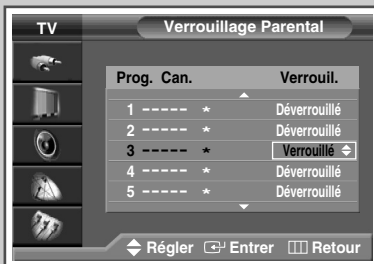 TV Verrouillage Parental
Prog. Can. Verrouil.
1 ----- * Déverrouillé
2 ----- * Déverrouillé
3 ----- * Verrouillé
4 ----- * Déverrouillé
5 ----- * Déverrouillé
Régler Entrer Retour